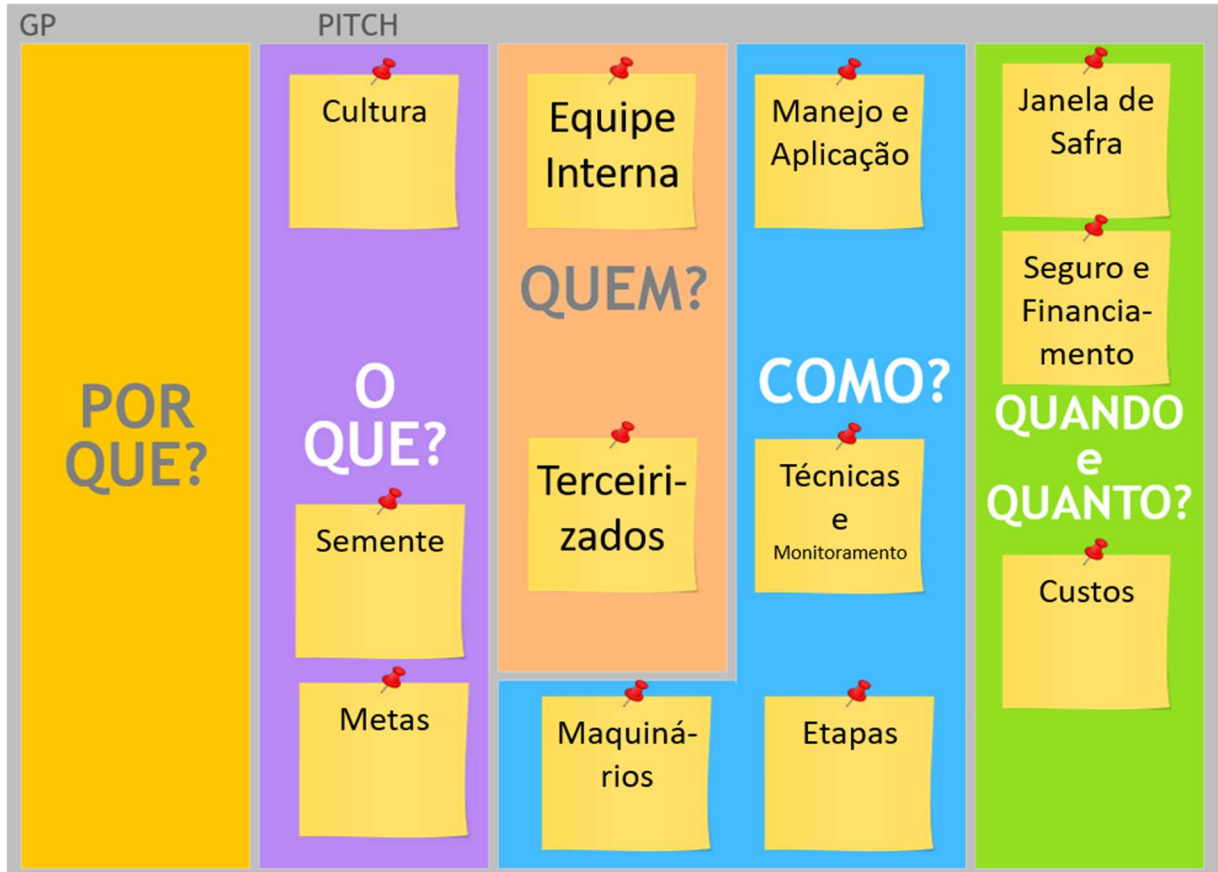 GP
PITCH
POR
QUE?
Cultura
O
QUE?
Semente
Metas
Equipe
Interna
QUEM?
Terceiri-
zados
Manejo e
Aplicação
COMO?
Técnicas
e
Monitoramento
Maquiná-
rios
Etapas
Janela de
Safra
Seguro e
Financia-
mento
QUANDO
e
QUANTO?
Custos